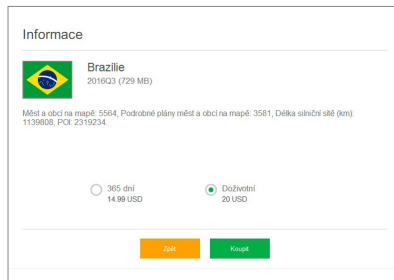 Informace
Brazílie
2016Q3 (729 MB)
Měst a obcí na mapě: 5564, Podrobné plány měst a obcí na mapě: 3581, Délka silniční sítě (km):
1139808, POI: 2319234.
365 dní
14.99 USD
Doživotní
20 USD
Zpět
Koupit